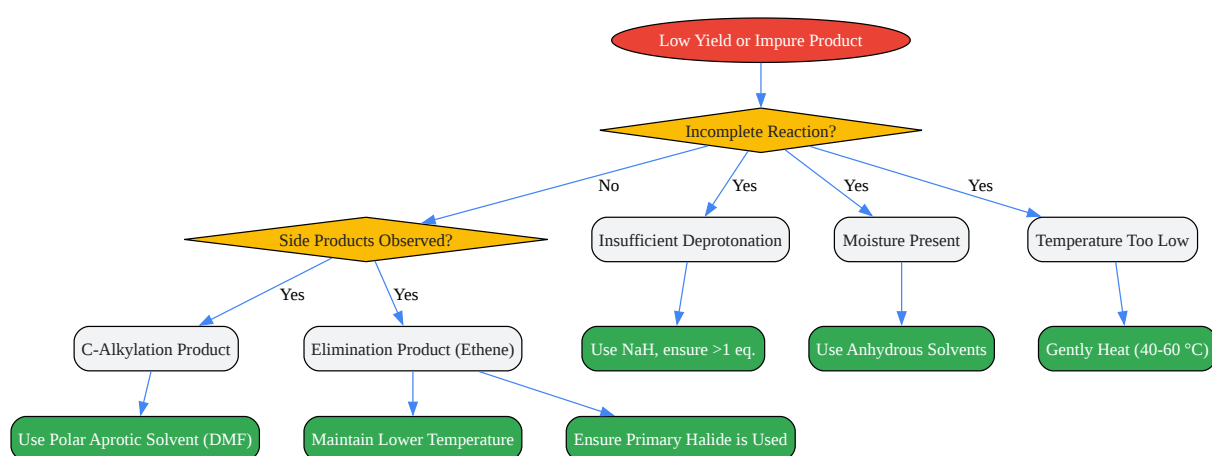 Low Yield or Impure Product
Incomplete Reaction?
No
Yes
Yes
Yes
Side Products Observed?
Insufficient Deprotonation
Moisture Present
Temperature Too Low
Yes
Yes
C-Alkylation Product
Elimination Product (Ethene)
Use NaH, ensure >1 eq.
Use Anhydrous Solvents
Gently Heat (40-60 °C)
Use Polar Aprotic Solvent (DMF)
Maintain Lower Temperature
Ensure Primary Halide is Used